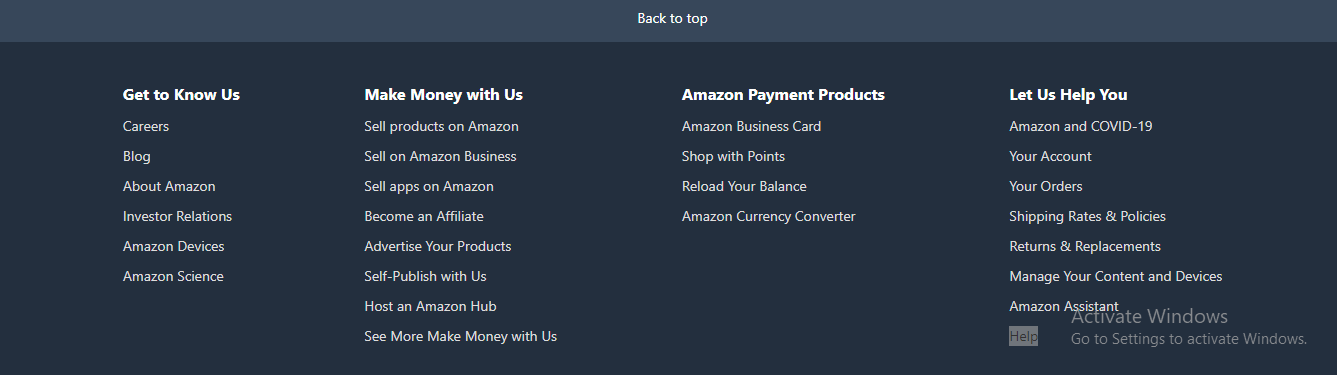 Back to top
Get to Know Us
Careers
Blog
About Amazon
Investor Relations
Amazon Devices
Amazon Science
Make Money with Us
Sell products on Amazon
Sell on Amazon Business
Sell apps on Amazon
Become an Affiliate
Advertise Your Products
Self-Publish with Us
Host an Amazon Hub
See More Make Money with Us
Amazon Payment Products
Amazon Business Card
Shop with Points
Reload Your Balance
Amazon Currency Converter
Let Us Help You
Amazon and COVID-19
Your Account
Your Orders
Shipping Rates & Policies
Returns & Replacements
Manage Your Content and Devices
Amazon Assistant
Help
Activate Windows
Go to Settings to activate Windows.